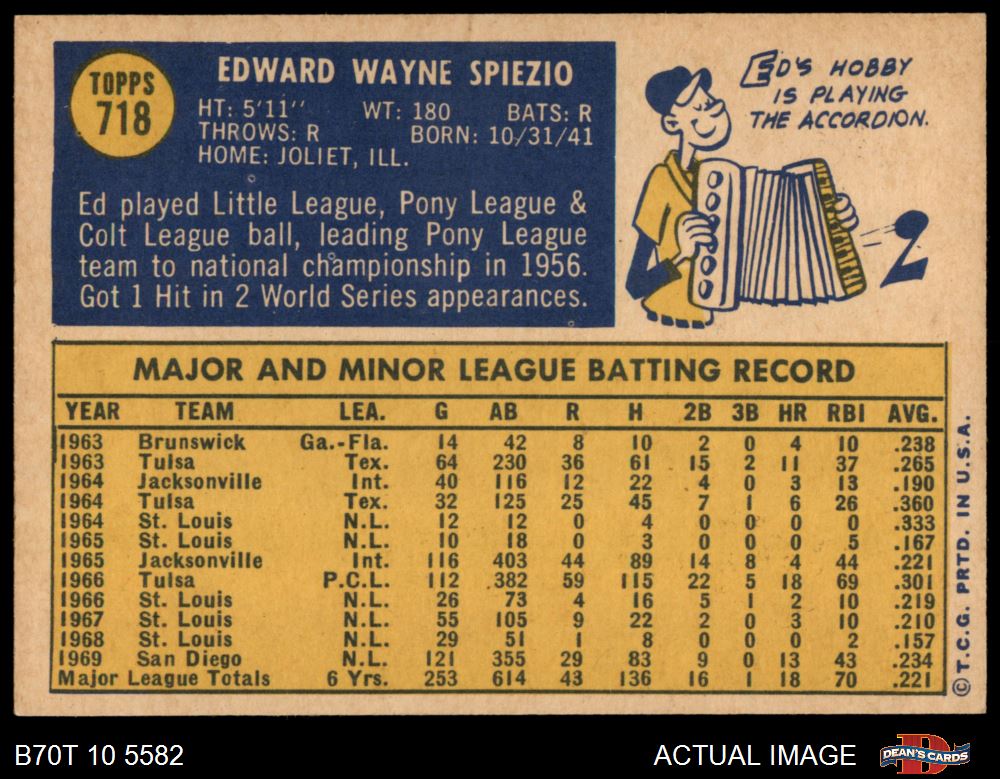 TOPPS
718
EDWARD WAYNE SPIEZIO
HT: 5'11" WT: 180 BATS: R
THROWS: R BORN: 10/31/41
HOME: JOLIET, ILL.
Ed played Little League, Pony League &
Colt League ball, leading Pony League
team to national championship in 1956.
Got 1 Hit in 2 World Series appearances.
ED'S HOBBY
IS PLAYING
THE ACCORDION.
MAJOR AND MINOR LEAGUE BATTING RECORD
YEAR TEAM LEA. G AB R H 2B 3B HR RBI AVG.
1963 Brunswick Ga.-Fla. 14 42 8 10 2 0 4 10 .238
1963 Tulsa Tex. 64 230 36 61 15 2 11 37 .265
1964 Jacksonville Int. 40 116 12 22 4 0 3 13 .190
1964 Tulsa Tex. 32 125 25 45 7 1 6 26 .360
1964 St. Louis N.L. 12 12 0 4 0 0 0 0 .333
1965 St. Louis N.L. 10 18 0 3 0 0 0 5 .167
1965 Jacksonville Int. 116 403 44 89 14 8 4 44 .221
1966 Tulsa P.C.L. 112 382 59 115 22 5 18 69 .301
1966 St. Louis N.L. 26 73 4 16 5 1 2 10 .219
1967 St. Louis N.L. 55 105 9 22 2 0 3 10 .210
1968 St. Louis N.L. 29 51 1 8 0 0 0 2 .157
1969 San Diego N.L. 121 355 29 83 9 0 13 43 .234
Major League Totals 6 Yrs. 253 614 43 136 16 1 18 70 .221
© T.C.G. PRTD. IN U.S.A.
B70T 10 5582
ACTUAL IMAGE
DEAN'S CARDS